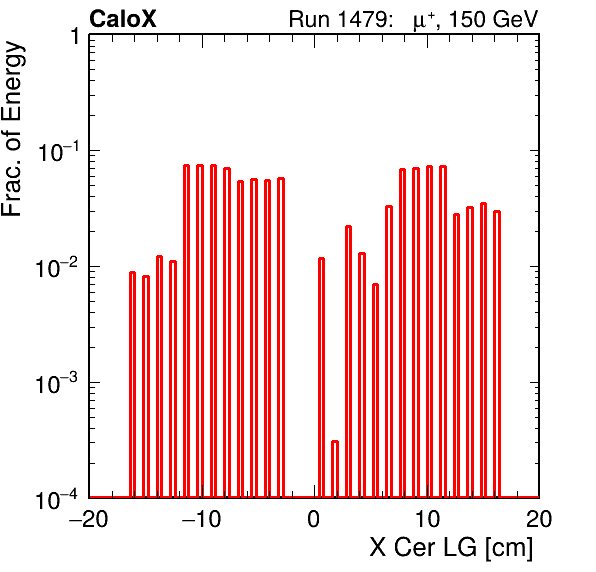 CaloX Run 1479: μ⁺, 150 GeV
Frac. of Energy
1
10⁻¹
10⁻²
10⁻³
10⁻⁴
−20 −10 0 10 20
X Cer LG [cm]